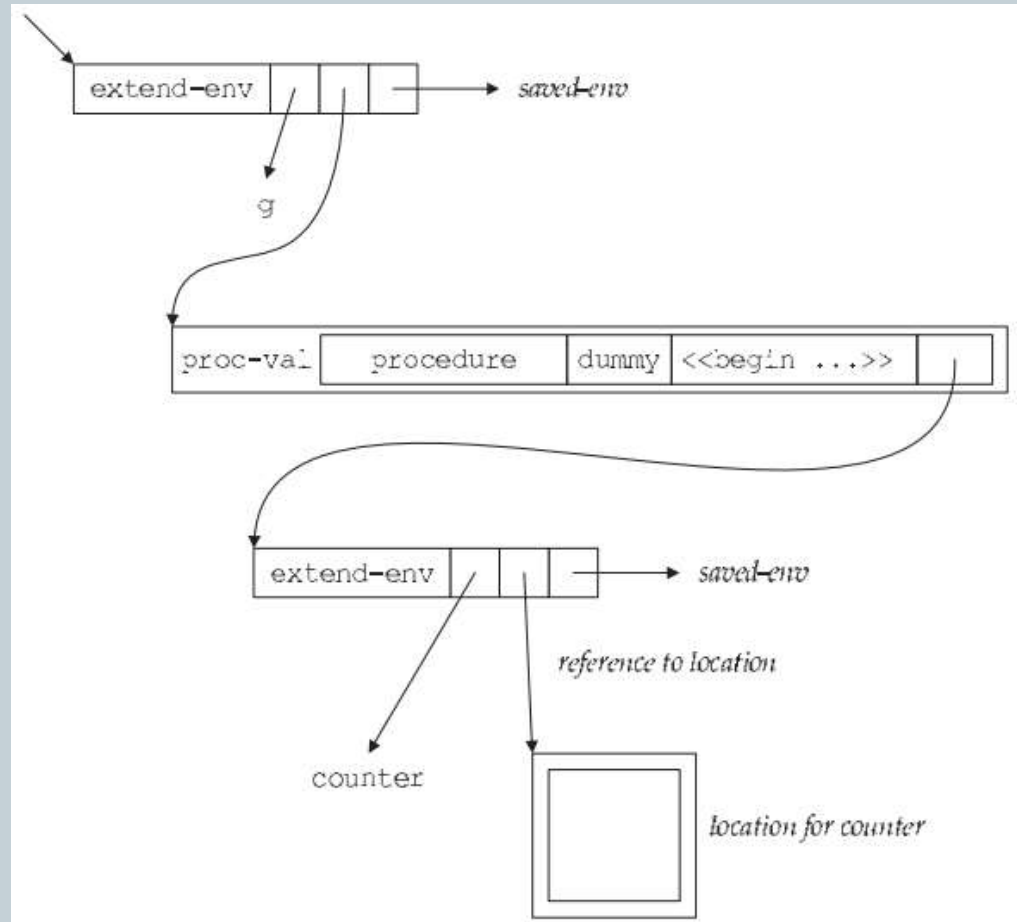 extend-env saved-env
g
proc-val procedure dummy <<begin ...>>
extend-env saved-env
reference to location
counter
location for counter